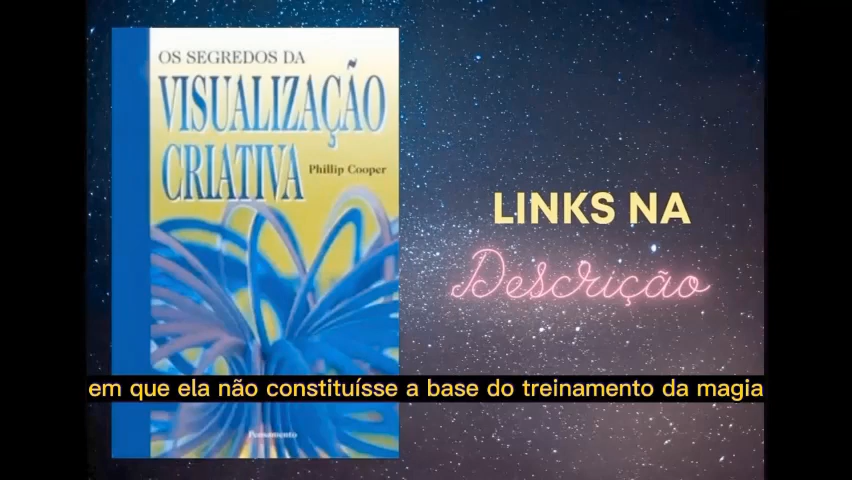 OS SEGREDOS DA
VISUALIZAÇÃO
CRIATIVA
Phillip Cooper
LINKS NA
Descrição
em que ela não constituísse a base do treinamento da magia
Pensamento